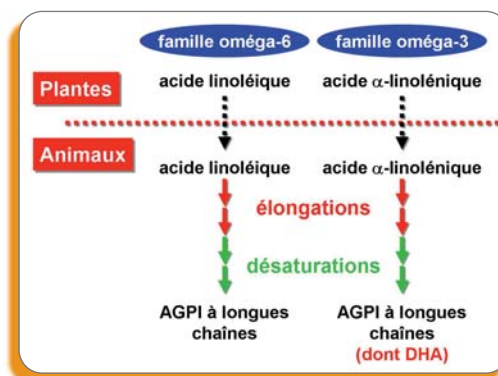 famille oméga-6 famille oméga-3
Plantes
acide linoléique acide α-linolénique
Animaux
acide linoléique acide α-linolénique
élongations
désaturations
AGPI à longues chaînes
AGPI à longues chaînes
(dont DHA)